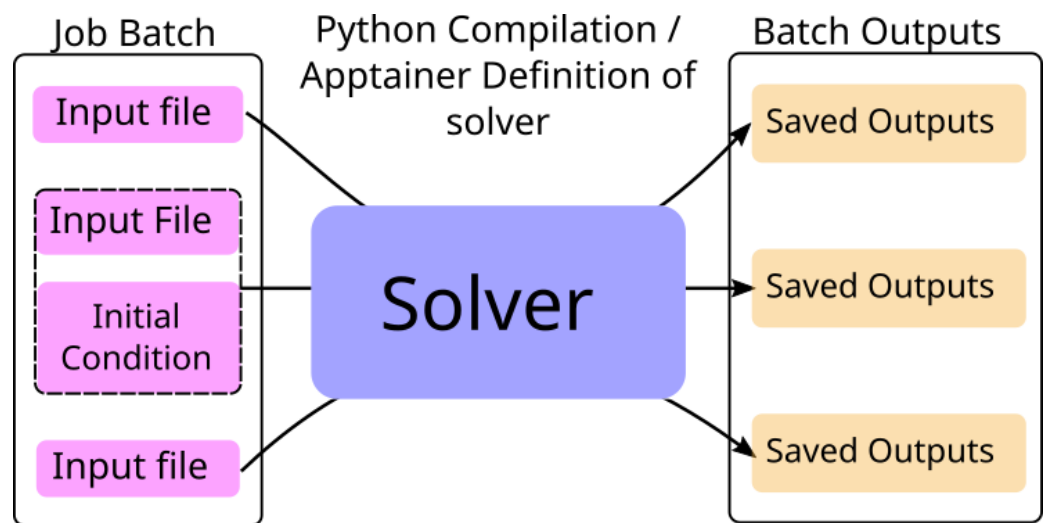 Job Batch
Input file
Input File
Initial
Condition
Input file
Python Compilation /
Apptainer Definition of
solver
Solver
Batch Outputs
Saved Outputs
Saved Outputs
Saved Outputs